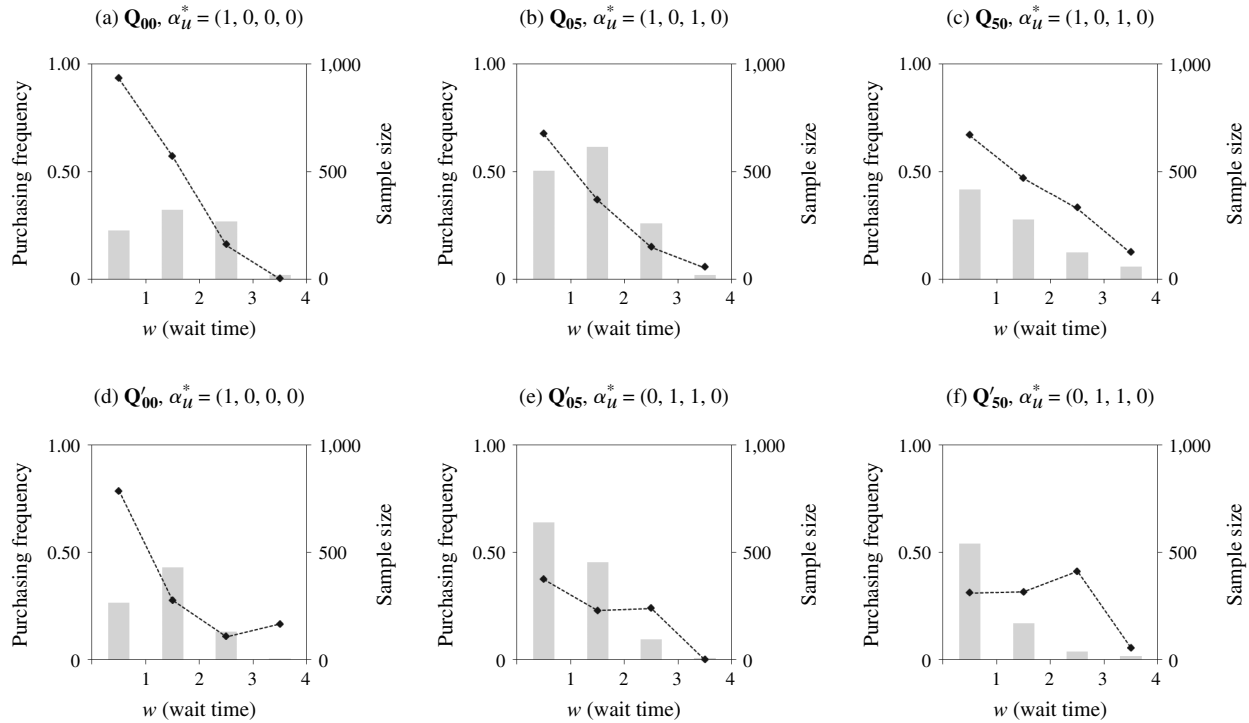 (a) Q₀₀, α*ᵤ = (1, 0, 0, 0)
1.00
0.50
0
Purchasing frequency
1,000
500
0
Sample size
1 2 3 4
w (wait time)
(b) Q₀₅, α*ᵤ = (1, 0, 1, 0)
1.00
0.50
0
Purchasing frequency
1,000
500
0
Sample size
1 2 3 4
w (wait time)
(c) Q₅₀, α*ᵤ = (1, 0, 1, 0)
1.00
0.50
0
Purchasing frequency
1,000
500
0
Sample size
1 2 3 4
w (wait time)
(d) Q′₀₀, α*ᵤ = (1, 0, 0, 0)
1.00
0.50
0
Purchasing frequency
1,000
500
0
Sample size
1 2 3 4
w (wait time)
(e) Q′₀₅, α*ᵤ = (0, 1, 1, 0)
1.00
0.50
0
Purchasing frequency
1,000
500
0
Sample size
1 2 3 4
w (wait time)
(f) Q′₅₀, α*ᵤ = (0, 1, 1, 0)
1.00
0.50
0
Purchasing frequency
1,000
500
0
Sample size
1 2 3 4
w (wait time)